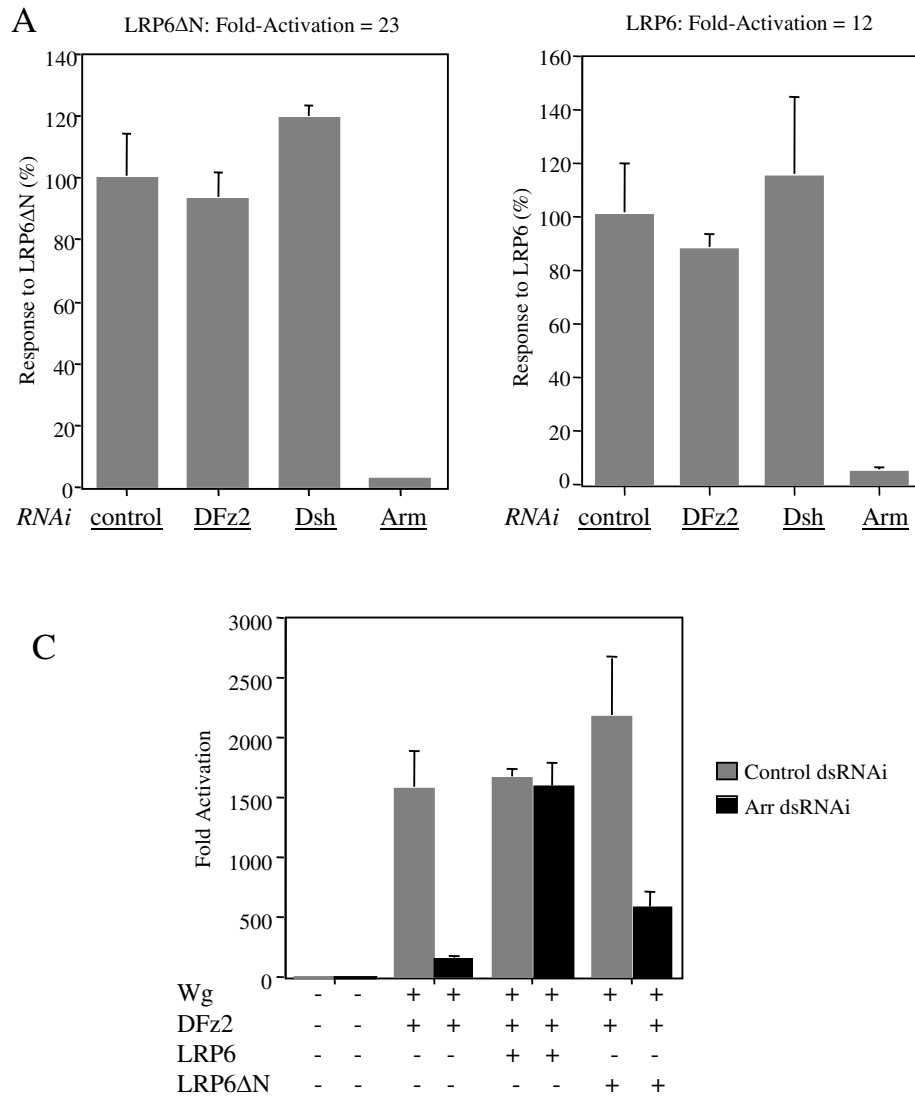 A
LRP6ΔN: Fold-Activation = 23
140
120
100
80
60
40
20
0
Response to LRP6ΔN (%)
RNAi control DFz2 Dsh Arm
LRP6: Fold-Activation = 12
160
140
120
100
80
60
40
20
0
Response to LRP6 (%)
RNAi control DFz2 Dsh Arm
C
3000
2500
2000
1500
1000
500
0
Fold Activation
Control dsRNAi
Arr dsRNAi
Wg - - + + + + + +
DFz2 - - + + + + + +
LRP6 - - - - + + - -
LRP6ΔN - - - - - - + +